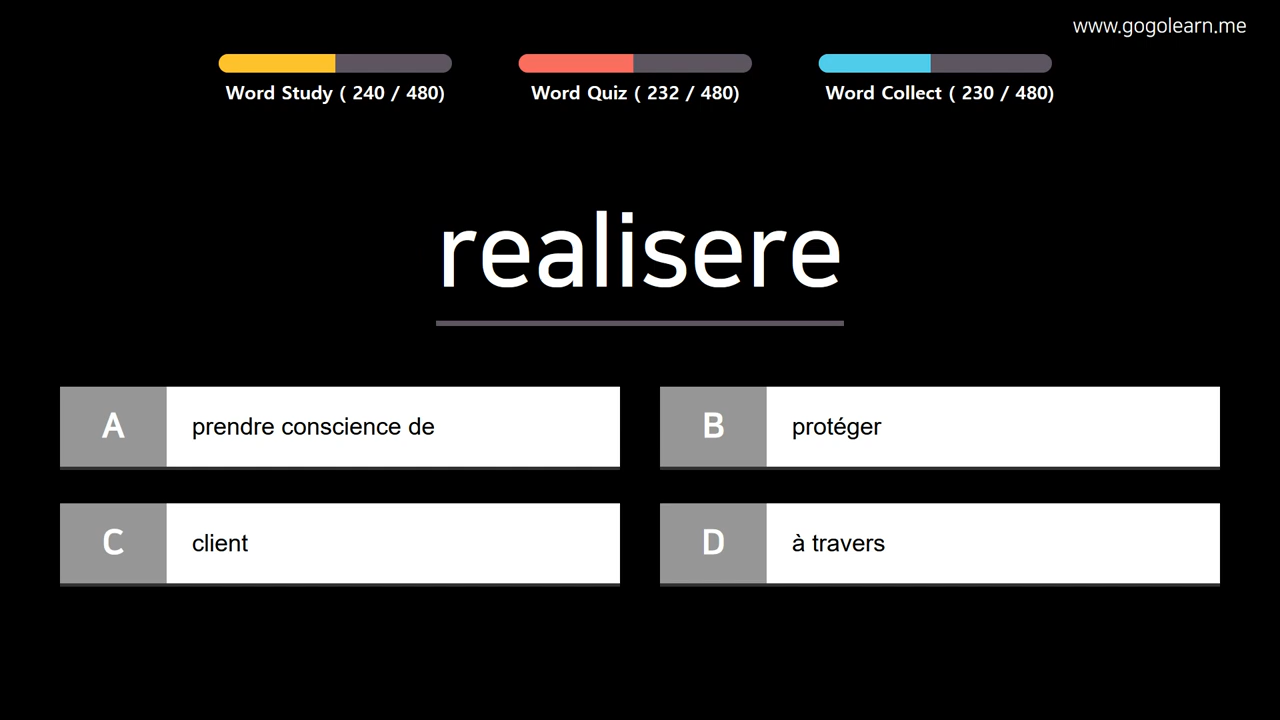 www.gogolearn.me
Word Study ( 240 / 480)
Word Quiz ( 232 / 480)
Word Collect ( 230 / 480)
realisere
A prendre conscience de
B protéger
C client
D à travers